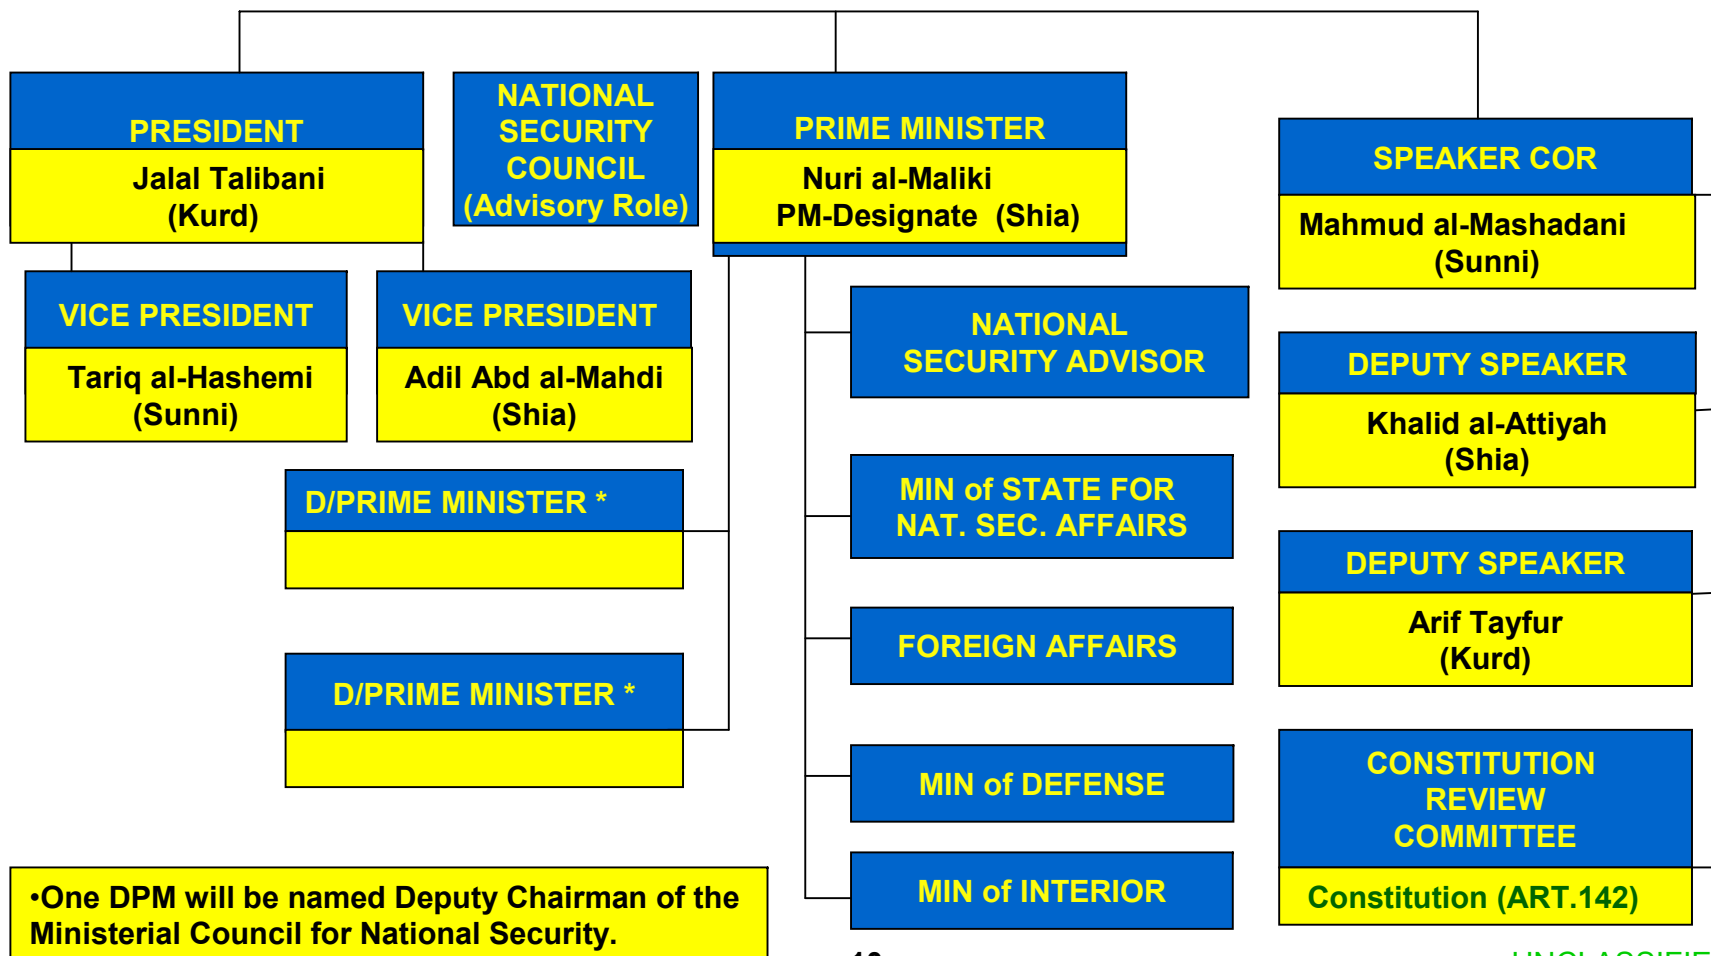 PRESIDENT
Jalal Talibani
(Kurd)
NATIONAL
SECURITY
COUNCIL
(Advisory Role)
PRIME MINISTER
Nuri al-Maliki
PM-Designate (Shia)
SPEAKER COR
Mahmud al-Mashadani
(Sunni)
VICE PRESIDENT
Tariq al-Hashemi
(Sunni)
VICE PRESIDENT
Adil Abd al-Mahdi
(Shia)
NATIONAL
SECURITY ADVISOR
DEPUTY SPEAKER
Khalid al-Attiyah
(Shia)
D/PRIME MINISTER *
MIN of STATE FOR
NAT. SEC. AFFAIRS
DEPUTY SPEAKER
Arif Tayfur
(Kurd)
FOREIGN AFFAIRS
D/PRIME MINISTER *
MIN of DEFENSE
CONSTITUTION
REVIEW
COMMITTEE
Constitution (ART.142)
MIN of INTERIOR
•One DPM will be named Deputy Chairman of the
Ministerial Council for National Security.